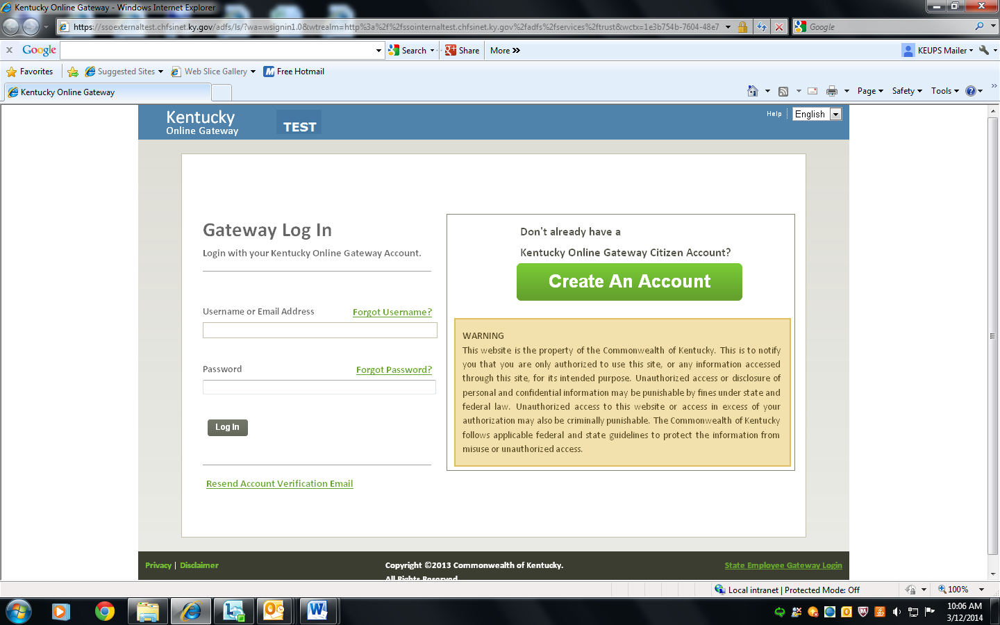 Kentucky Online Gateway - Windows Internet Explorer
https://ssoexternaltest.chfsinet.ky.gov/adfs/ls/?wa=wsignin1.0&wtrealm=http%3a%2f%2fssointernaltest.chfsinet.ky.gov%2fadfs%2fservices%2ftrust&wctx=1e3b754b-7604-48e7
Google
Google Search Share More »
KEUPS Mailer
Favorites Suggested Sites Web Slice Gallery Free Hotmail
Kentucky Online Gateway
Page Safety Tools
Kentucky
Online Gateway
TEST
Help English
Gateway Log In
Login with your Kentucky Online Gateway Account.
Username or Email Address Forgot Username?
Password Forgot Password?
Log In
Resend Account Verification Email
Don't already have a
Kentucky Online Gateway Citizen Account?
Create An Account
WARNING
This website is the property of the Commonwealth of Kentucky. This is to notify
you that you are only authorized to use this site, or any information accessed
through this site, for its intended purpose. Unauthorized access or disclosure of
personal and confidential information may be punishable by fines under state and
federal law. Unauthorized access to this website or access in excess of your
authorization may also be criminally punishable. The Commonwealth of Kentucky
follows applicable federal and state guidelines to protect the information from
misuse or unauthorized access.
Privacy | Disclaimer
Copyright ©2013 Commonwealth of Kentucky.
All Rights Reserved
State Employee Gateway Login
Local intranet | Protected Mode: Off
100%
10:06 AM
3/12/2014